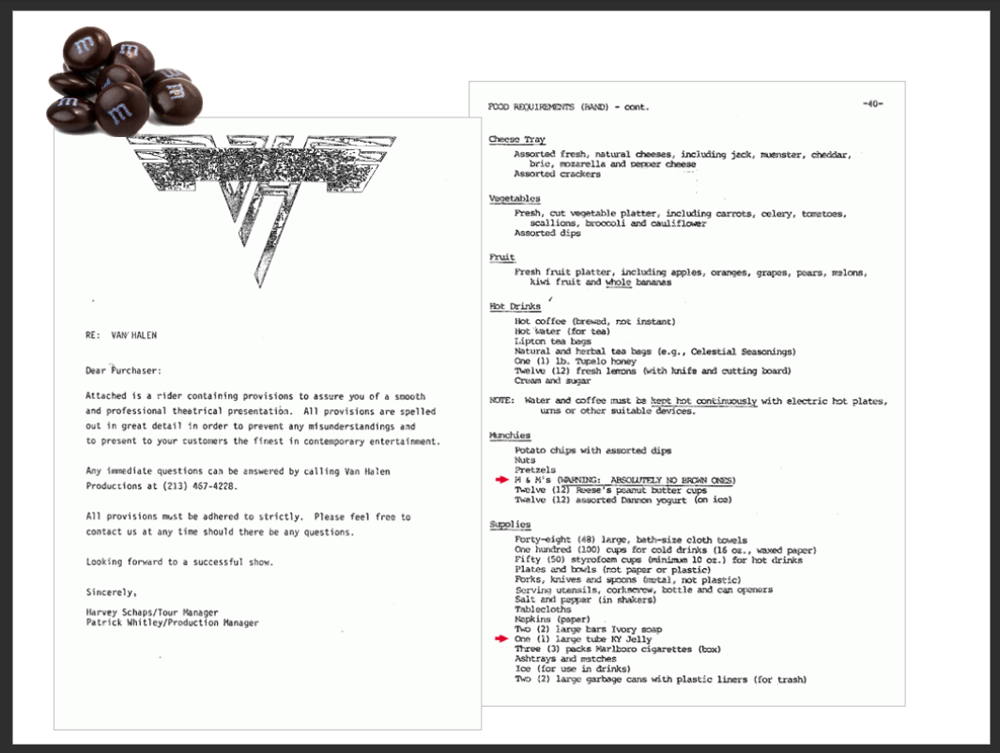 RE: VAN HALEN
Dear Purchaser:
Attached is a rider containing provisions to assure you of a smooth
and professional theatrical presentation. All provisions are spelled
out in great detail in order to prevent any misunderstandings and
to present to your customers the finest in contemporary entertainment.
Any immediate questions can be answered by calling Van Halen
Productions at (213) 467-4228.
All provisions must be adhered to strictly. Please feel free to
contact us at any time should there be any questions.
Looking forward to a successful show.
Sincerely,
Harvey Schaps/Tour Manager
Patrick Whitley/Production Manager
FOOD REQUIREMENTS (BAND) - cont.
-40-
Cheese Tray
Assorted fresh, natural cheeses, including jack, muenster, cheddar,
brie, mozarella and pepper cheese
Assorted crackers
Vegetables
Fresh, cut vegetable platter, including carrots, celery, tomatoes,
scallions, broccoli and cauliflower
Assorted dips
Fruit
Fresh fruit platter, including apples, oranges, grapes, pears, melons,
kiwi fruit and whole bananas
Hot Drinks
Hot coffee (brewed, not instant)
Hot water (for tea)
Lipton tea bags
Natural and herbal tea bags (e.g., Celestial Seasonings)
One (1) lb. Tupelo honey
Twelve (12) fresh lemons (with knife and cutting board)
Cream and sugar
NOTE: Water and coffee must be kept hot continuously with electric hot plates,
urns or other suitable devices.
Munchies
Potato chips with assorted dips
Nuts
Pretzels
M & M's (WARNING: ABSOLUTELY NO BROWN ONES)
Twelve (12) Reese's peanut butter cups
Twelve (12) assorted Dannon yogurt (on ice)
Supplies
Forty-eight (48) large, bath-size cloth towels
One hundred (100) cups for cold drinks (16 oz., waxed paper)
Fifty (50) styrofoam cups (minimum 10 oz.) for hot drinks
Plates and bowls (not paper or plastic)
Forks, knives and spoons (metal, not plastic)
Serving utensils, corkscrew, bottle and can openers
Salt and pepper (in shakers)
Tablecloths
Napkins (paper)
Two (2) large bars Ivory soap
One (1) large tube KY Jelly
Three (3) packs Marlboro cigarettes (box)
Ashtrays and matches
Ice (for use in drinks)
Two (2) large garbage cans with plastic liners (for trash)